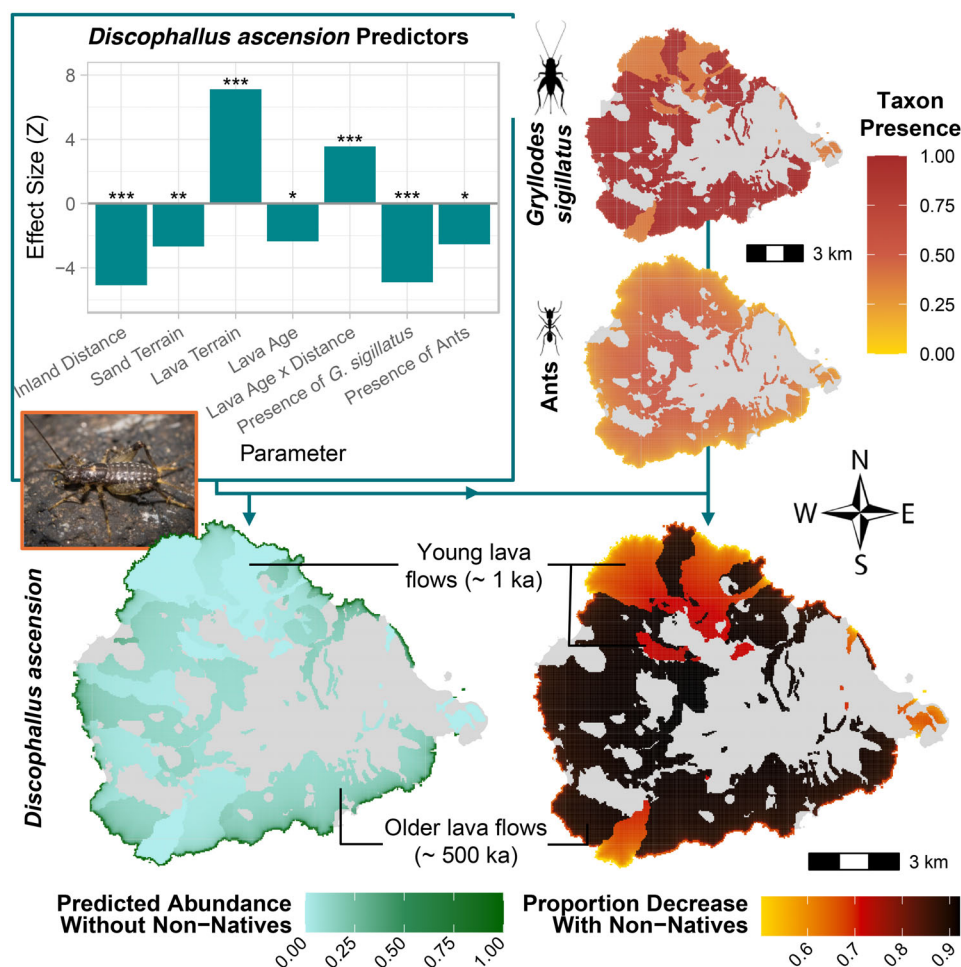 Discophallus ascension Predictors
Effect Size (Z)
8
4
0
−4
***
**
***
*
***
***
*
Inland Distance
Sand Terrain
Lava Terrain
Lava Age
Lava Age x Distance
Presence of G. sigillatus
Presence of Ants
Parameter
Gryllodes
sigillatus
3 km
Ants
Taxon
Presence
1.00
0.75
0.50
0.25
0.00
N
W
E
S
Discophallus ascension
Young lava
flows (~ 1 ka)
Older lava flows
(~ 500 ka)
3 km
Predicted Abundance
Without Non−Natives
0.00
0.25
0.50
0.75
1.00
Proportion Decrease
With Non−Natives
0.6
0.7
0.8
0.9